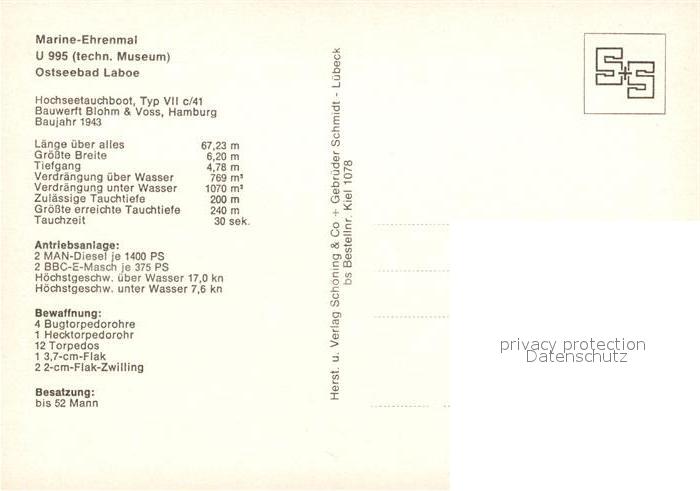 Marine-Ehrenmal
U 995 (techn. Museum)
Ostseebad Laboe
Hochseetauchboot, Typ VII c/41
Bauwerft Blohm & Voss, Hamburg
Baujahr 1943
Länge über alles 67,23 m
Größte Breite 6,20 m
Tiefgang 4,78 m
Verdrängung über Wasser 769 m³
Verdrängung unter Wasser 1070 m³
Zulässige Tauchtiefe 200 m
Größte erreichte Tauchtiefe 240 m
Tauchzeit 30 sek.
Antriebsanlage:
2 MAN-Diesel je 1400 PS
2 BBC-E-Masch je 375 PS
Höchstgeschw. über Wasser 17,0 kn
Höchstgeschw. unter Wasser 7,6 kn
Bewaffnung:
4 Bugtorpedorohre
1 Hecktorpedorohr
12 Torpedos
1 3,7-cm-Flak
2 2-cm-Flak-Zwilling
Besatzung:
bis 52 Mann
Herst. u. Verlag Schöning & Co + Gebrüder Schmidt - Lübeck
bs Bestellnr. Kiel 1078
S+S
privacy protection
Datenschutz